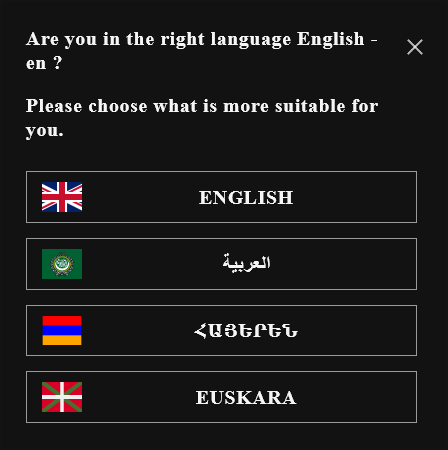 Are you in the right language English -
en ?
Please choose what is more suitable for
you.
ENGLISH
العربية
ՀԱՅԵՐԵՆ
EUSKARA